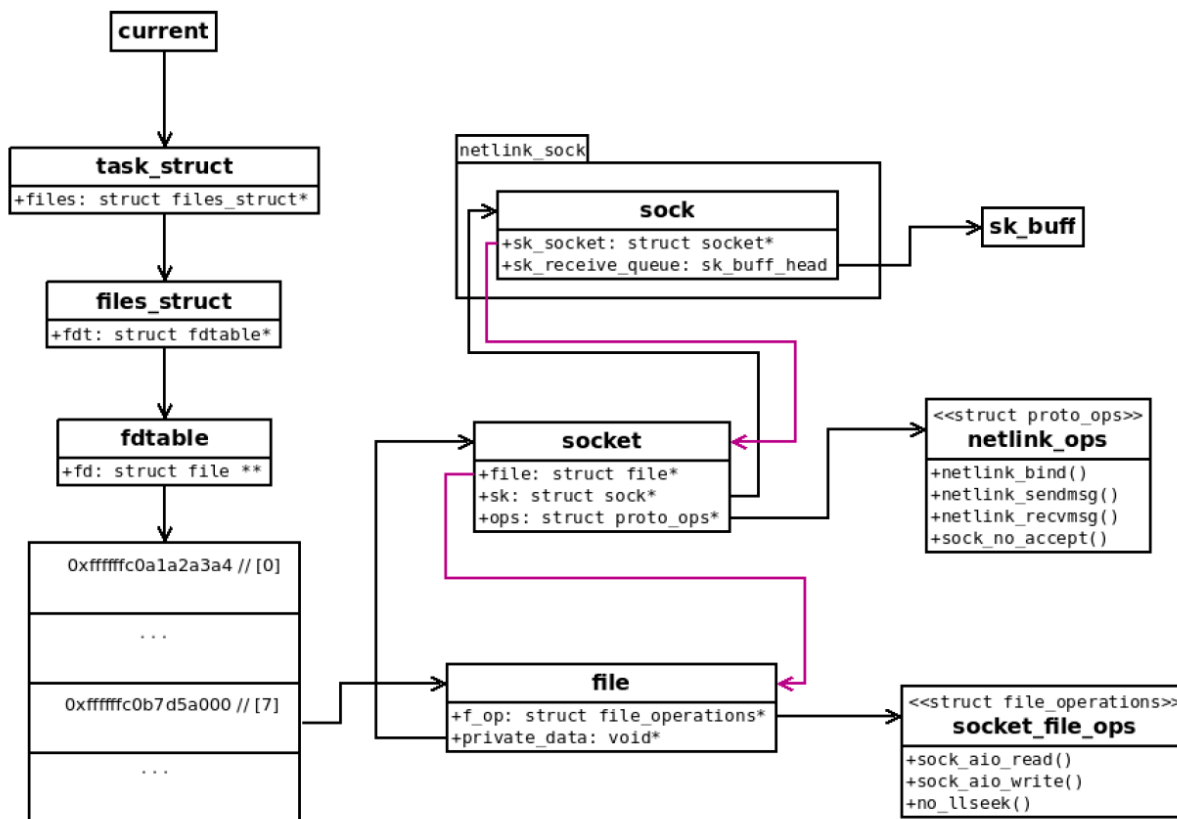 current
task_struct
+files: struct files_struct*
files_struct
+fdt: struct fdtable*
fdtable
+fd: struct file **
0xffffffc0a1a2a3a4 // [0]
...
0xffffffc0b7d5a000 // [7]
...
netlink_sock
sock
+sk_socket: struct socket*
+sk_receive_queue: sk_buff_head
sk_buff
socket
+file: struct file*
+sk: struct sock*
+ops: struct proto_ops*
<<struct proto_ops>>
netlink_ops
+netlink_bind()
+netlink_sendmsg()
+netlink_recvmsg()
+sock_no_accept()
file
+f_op: struct file_operations*
+private_data: void*
<<struct file_operations>>
socket_file_ops
+sock_aio_read()
+sock_aio_write()
+no_llseek()